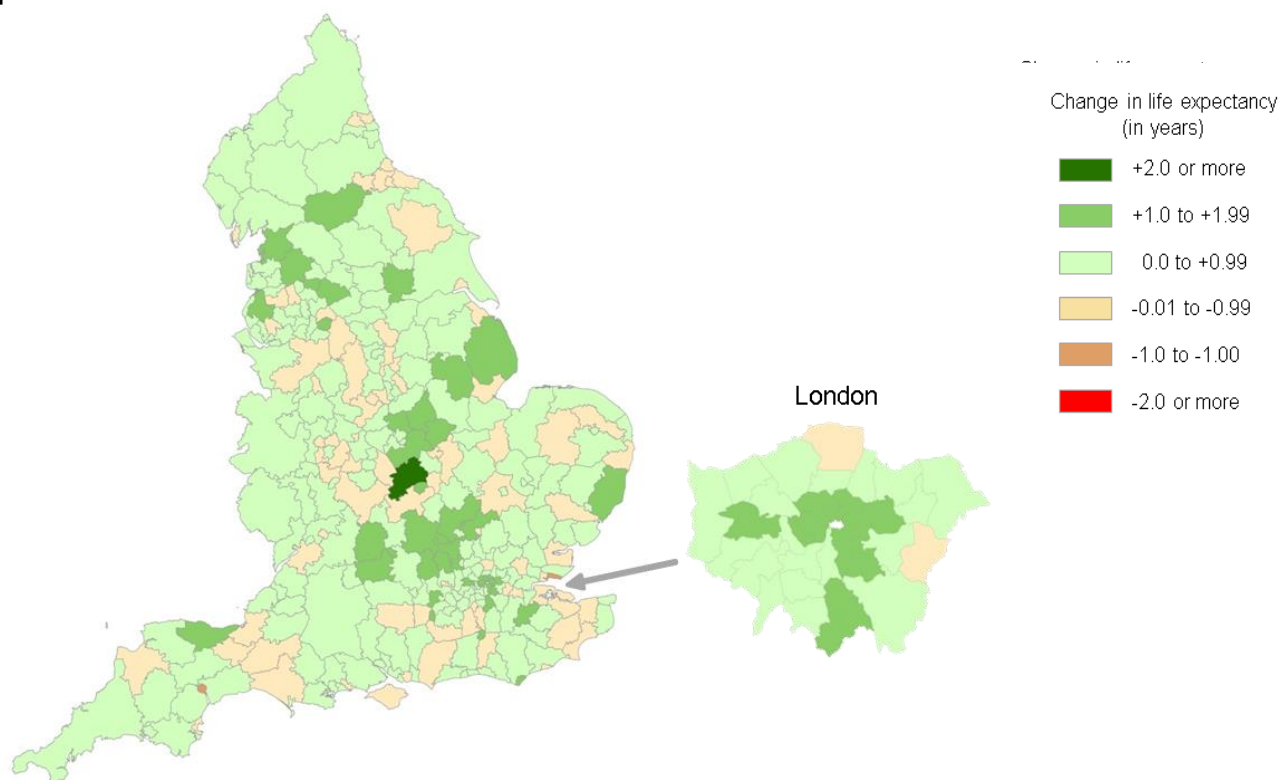 Change in life expectancy
(in years)
+2.0 or more
+1.0 to +1.99
0.0 to +0.99
-0.01 to -0.99
-1.0 to -1.00
-2.0 or more
London